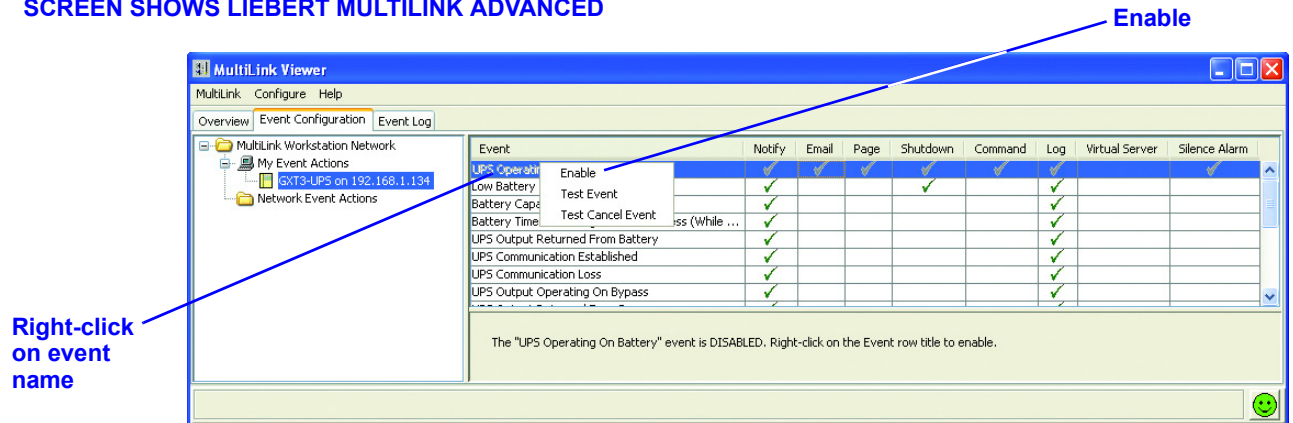 SCREEN SHOWS LIEBERT MULTILINK ADVANCED
Enable
MultiLink Viewer
MultiLink Configure Help
Overview Event Configuration Event Log
MultiLink Workstation Network
My Event Actions
GXT3-UPS on 192.168.1.134
Network Event Actions
Event Notify Email Page Shutdown Command Log Virtual Server Silence Alarm
UPS Operatin
Enable
Low Battery
Test Event
Battery Capa
Test Cancel Event
Battery Time ess (While ...
UPS Output Returned From Battery
UPS Communication Established
UPS Communication Loss
UPS Output Operating On Bypass
The "UPS Operating On Battery" event is DISABLED. Right-click on the Event row title to enable.
Right-click
on event
name